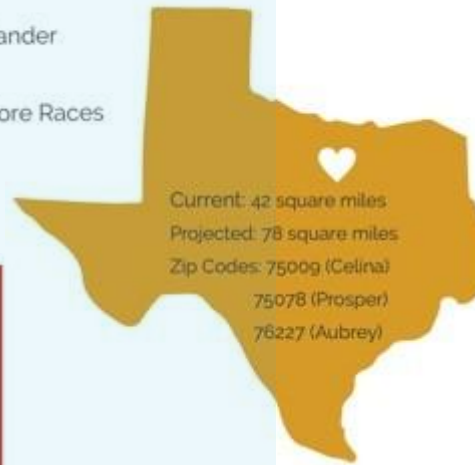 ander
ore Races
Current: 42 square miles
Projected: 78 square miles
Zip Codes: 75009 (Celina)
75078 (Prosper)
76227 (Aubrey)